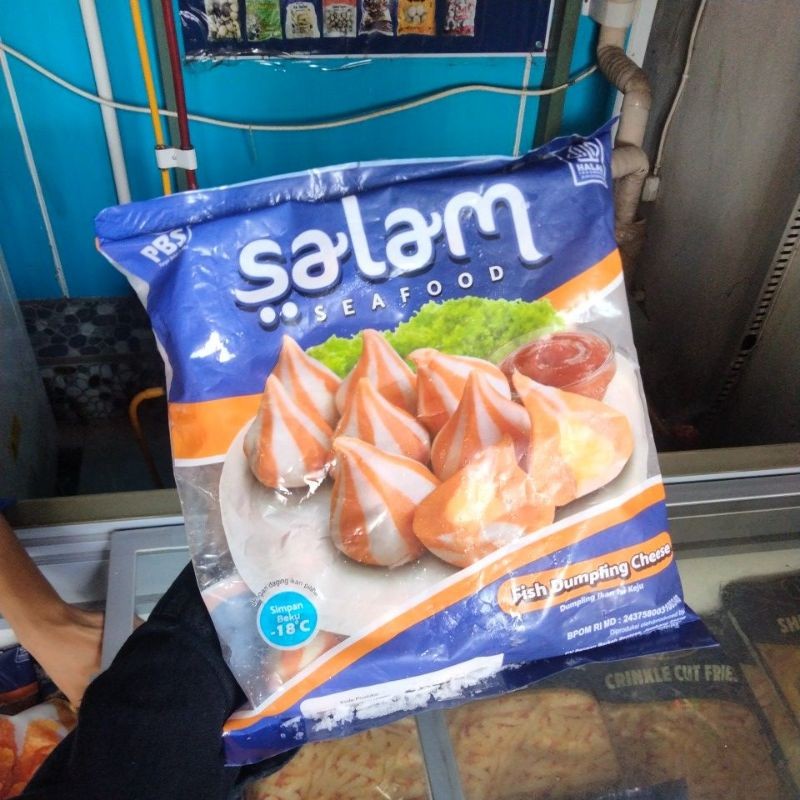 PBS
HALAL
salam
SEAFOOD
Simpan
Beku
-18°C
Fish Dumpling Cheese
Dumpling Ikan Isi Keju
BPOM RI MD :
CRINKLE CUT FRIE